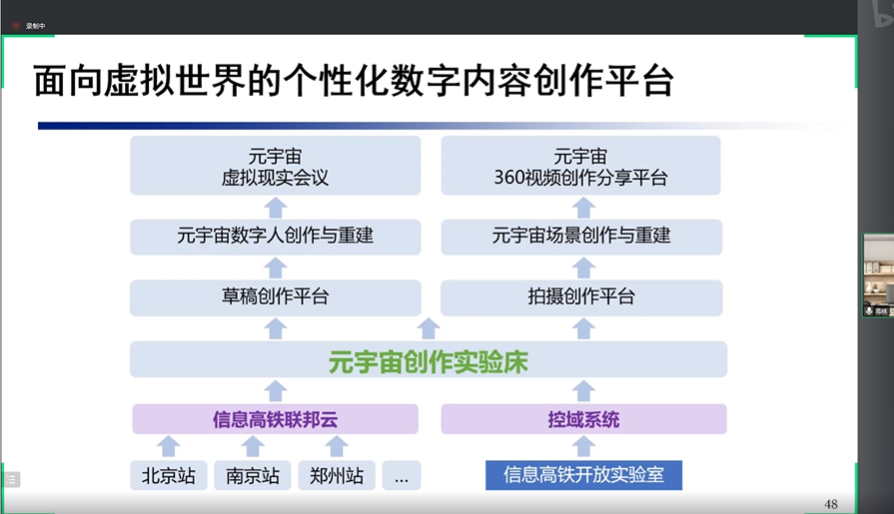 录制中
面向虚拟世界的个性化数字内容创作平台
元宇宙
虚拟现实会议
元宇宙
360视频创作分享平台
元宇宙数字人创作与重建
元宇宙场景创作与重建
草稿创作平台
拍摄创作平台
元宇宙创作实验床
信息高铁联邦云
控域系统
北京站
南京站
郑州站
...
信息高铁开放实验室
48